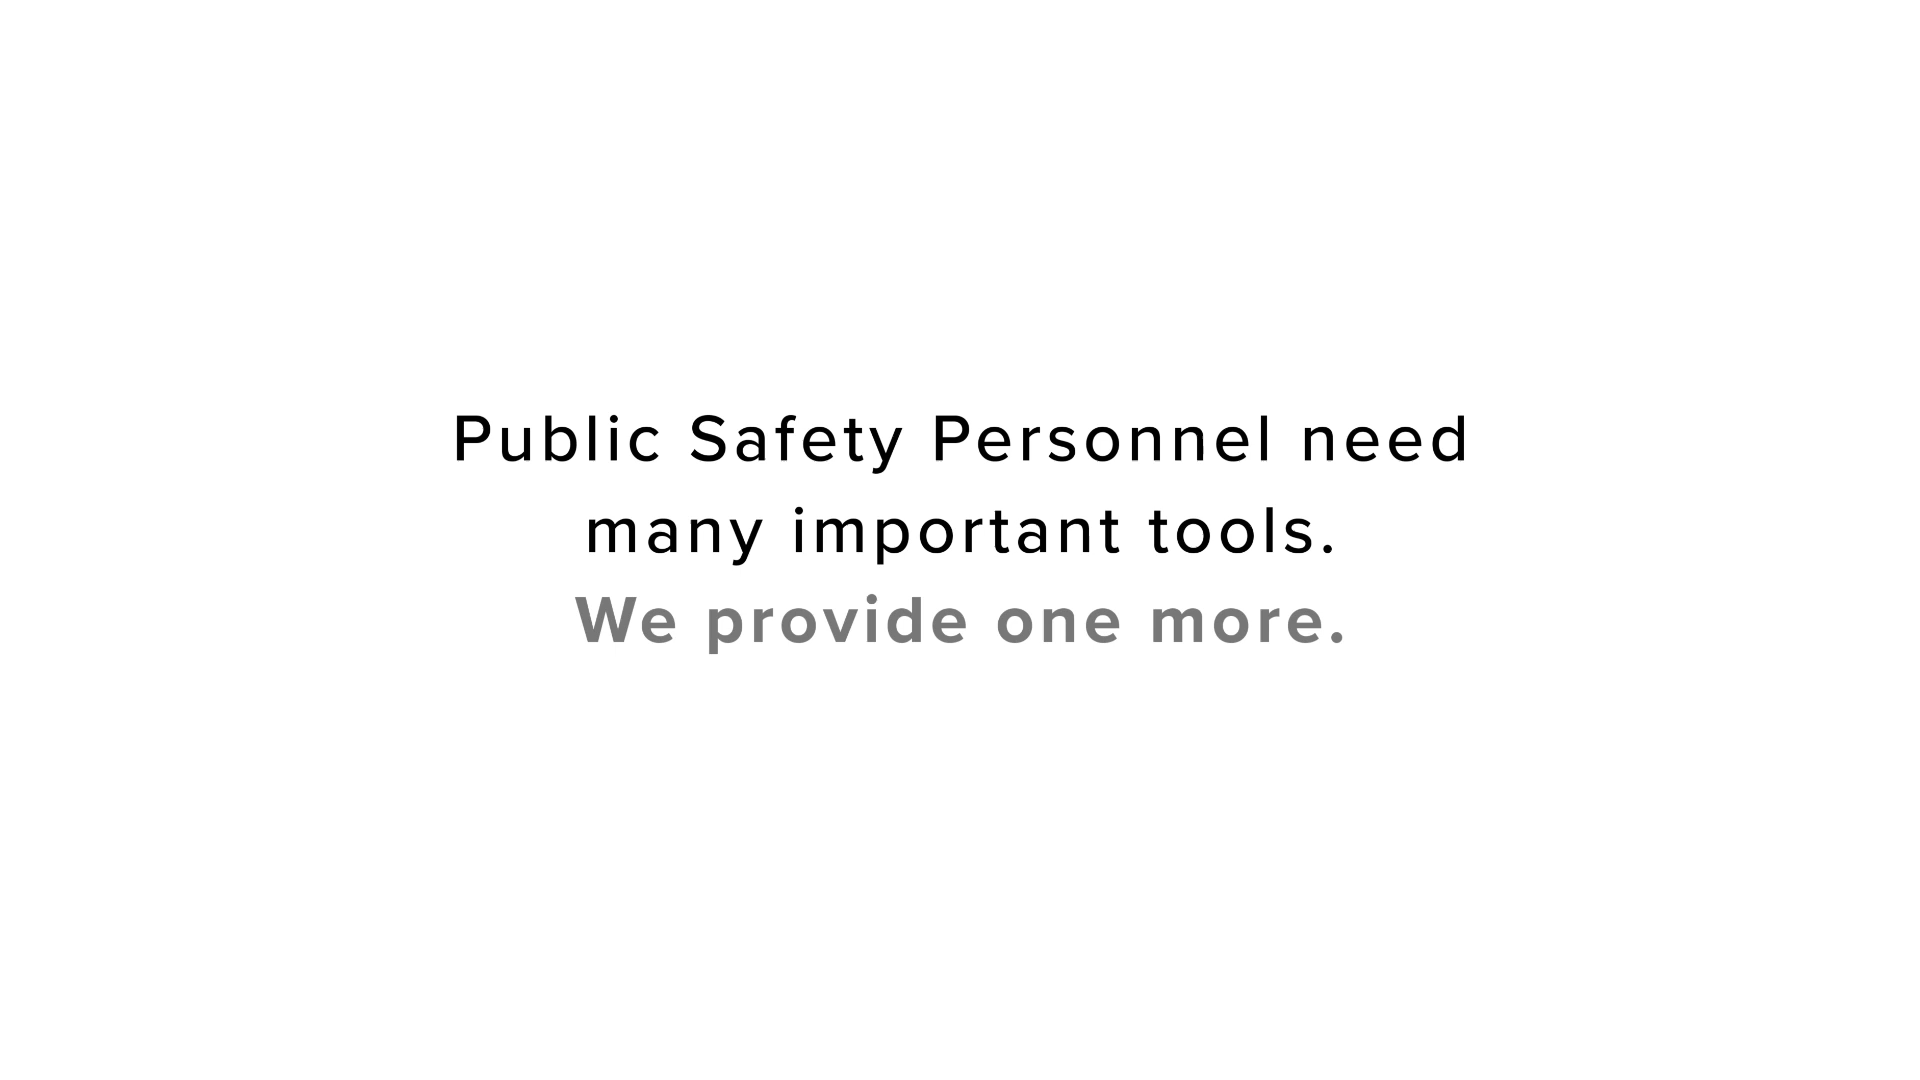 Public Safety Personnel need
many important tools.
We provide one more.